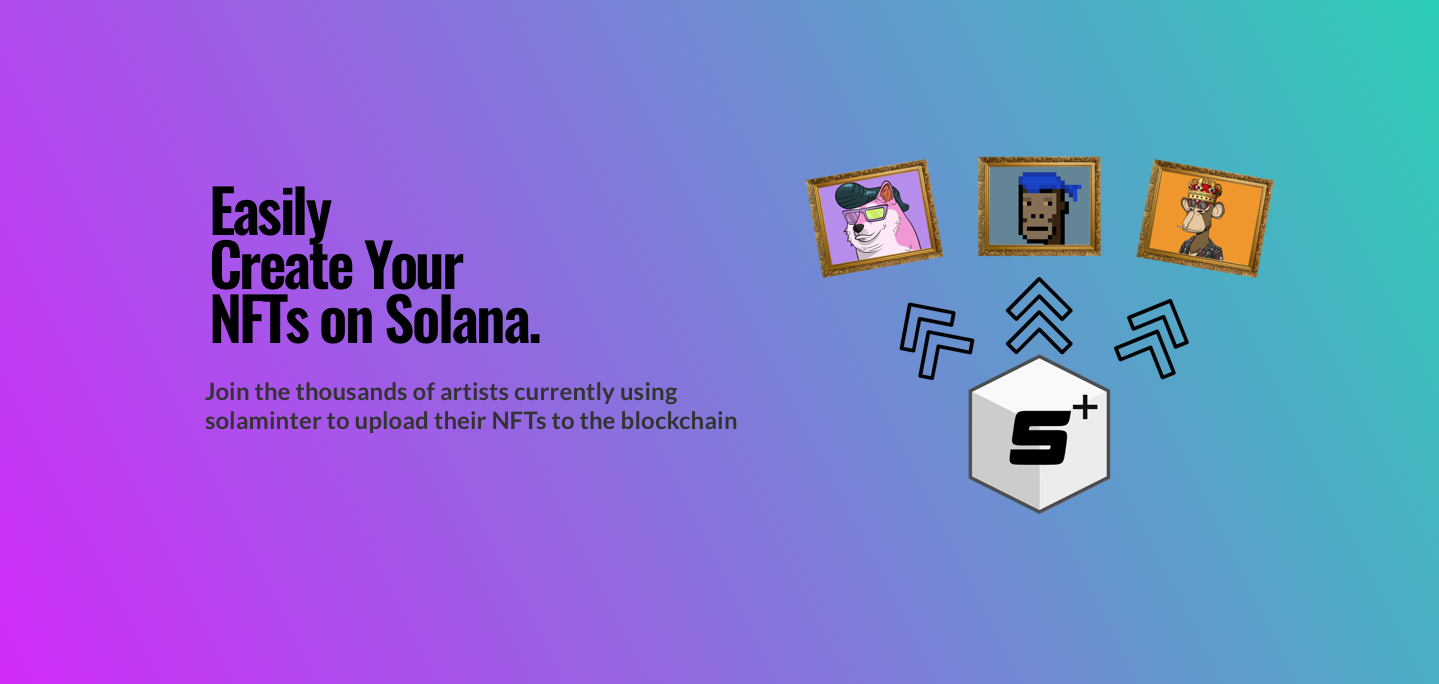 Easily
Create Your
NFTs on Solana.
Join the thousands of artists currently using
solaminter to upload their NFTs to the blockchain
S+